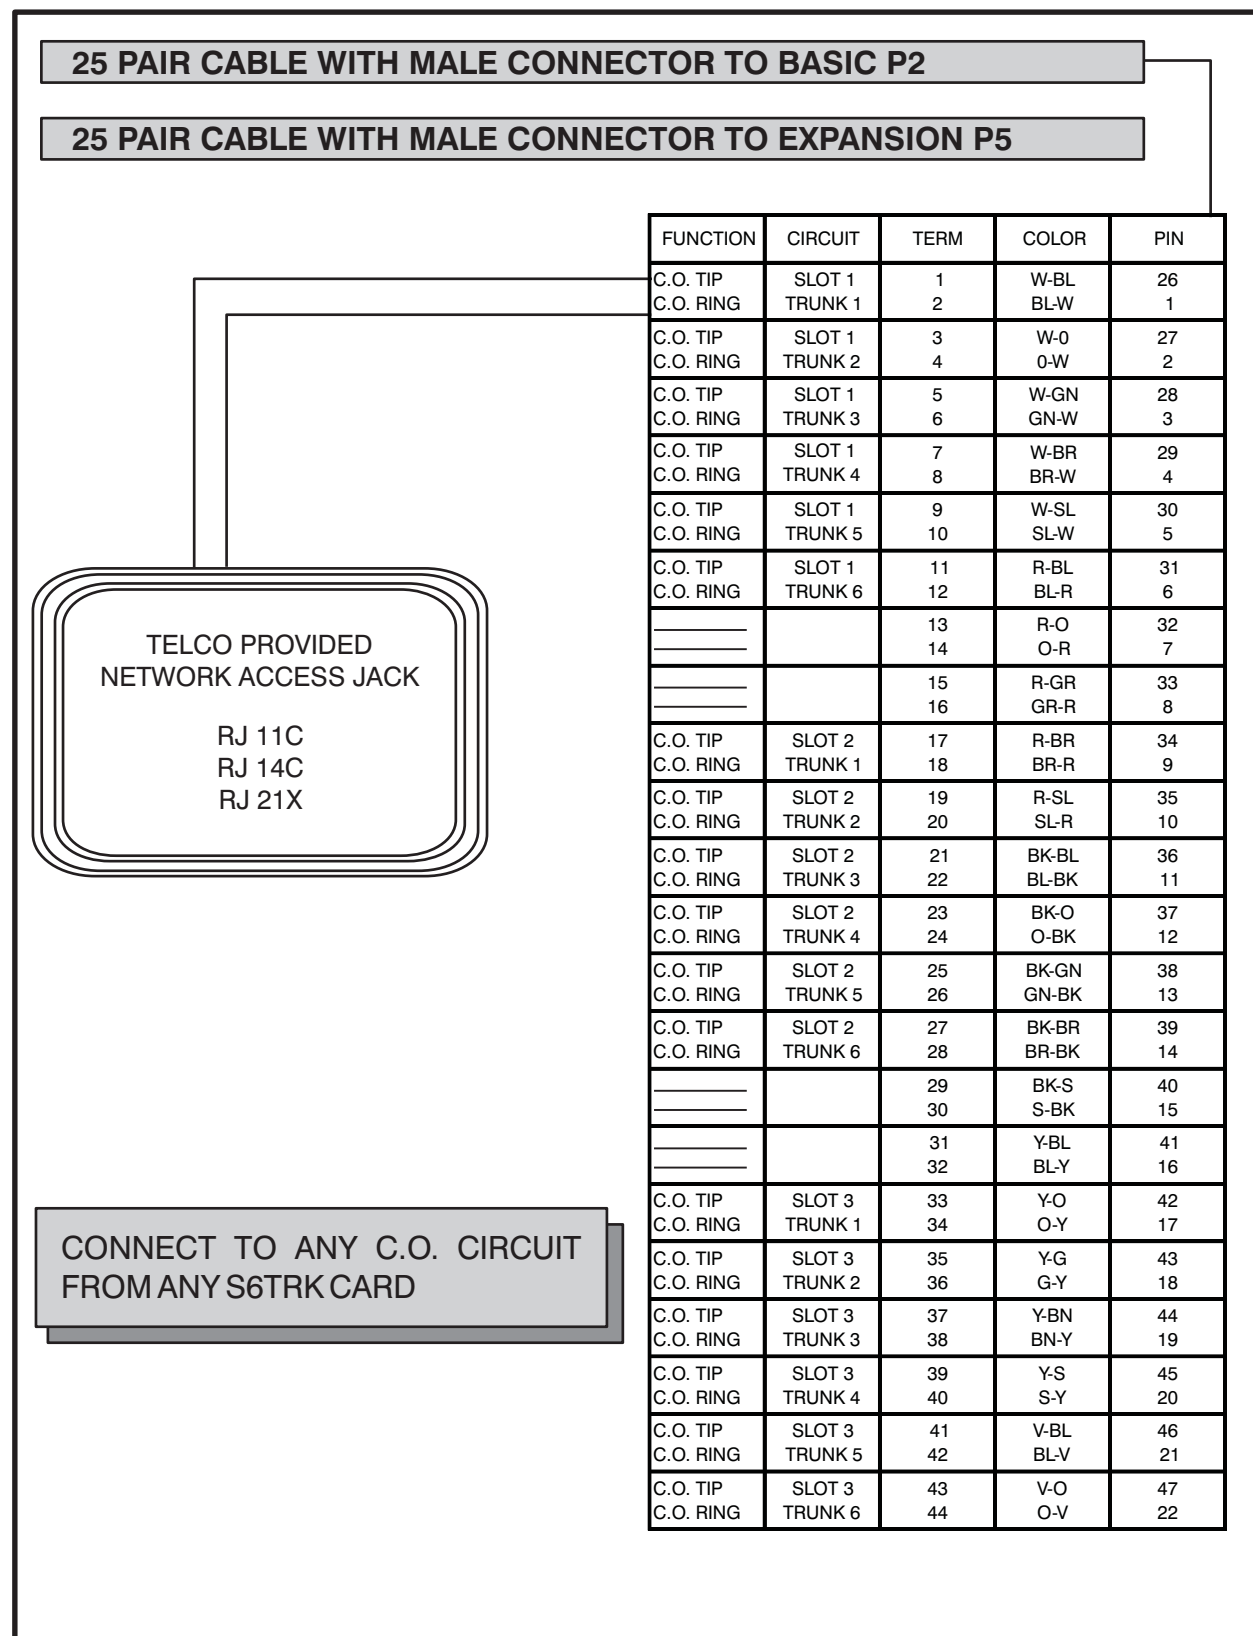 25 PAIR CABLE WITH MALE CONNECTOR TO BASIC P2
25 PAIR CABLE WITH MALE CONNECTOR TO EXPANSION P5
FUNCTION CIRCUIT TERM COLOR PIN
C.O. TIP SLOT 1 1 W-BL 26
C.O. RING TRUNK 1 2 BL-W 1
C.O. TIP SLOT 1 3 W-0 27
C.O. RING TRUNK 2 4 0-W 2
C.O. TIP SLOT 1 5 W-GN 28
C.O. RING TRUNK 3 6 GN-W 3
C.O. TIP SLOT 1 7 W-BR 29
C.O. RING TRUNK 4 8 BR-W 4
C.O. TIP SLOT 1 9 W-SL 30
C.O. RING TRUNK 5 10 SL-W 5
C.O. TIP SLOT 1 11 R-BL 31
C.O. RING TRUNK 6 12 BL-R 6
13 R-O 32
14 O-R 7
15 R-GR 33
16 GR-R 8
C.O. TIP SLOT 2 17 R-BR 34
C.O. RING TRUNK 1 18 BR-R 9
C.O. TIP SLOT 2 19 R-SL 35
C.O. RING TRUNK 2 20 SL-R 10
C.O. TIP SLOT 2 21 BK-BL 36
C.O. RING TRUNK 3 22 BL-BK 11
C.O. TIP SLOT 2 23 BK-O 37
C.O. RING TRUNK 4 24 O-BK 12
C.O. TIP SLOT 2 25 BK-GN 38
C.O. RING TRUNK 5 26 GN-BK 13
C.O. TIP SLOT 2 27 BK-BR 39
C.O. RING TRUNK 6 28 BR-BK 14
29 BK-S 40
30 S-BK 15
31 Y-BL 41
32 BL-Y 16
C.O. TIP SLOT 3 33 Y-O 42
C.O. RING TRUNK 1 34 O-Y 17
C.O. TIP SLOT 3 35 Y-G 43
C.O. RING TRUNK 2 36 G-Y 18
C.O. TIP SLOT 3 37 Y-BN 44
C.O. RING TRUNK 3 38 BN-Y 19
C.O. TIP SLOT 3 39 Y-S 45
C.O. RING TRUNK 4 40 S-Y 20
C.O. TIP SLOT 3 41 V-BL 46
C.O. RING TRUNK 5 42 BL-V 21
C.O. TIP SLOT 3 43 V-O 47
C.O. RING TRUNK 6 44 O-V 22
TELCO PROVIDED
NETWORK ACCESS JACK
RJ 11C
RJ 14C
RJ 21X
CONNECT TO ANY C.O. CIRCUIT
FROM ANY S6TRK CARD